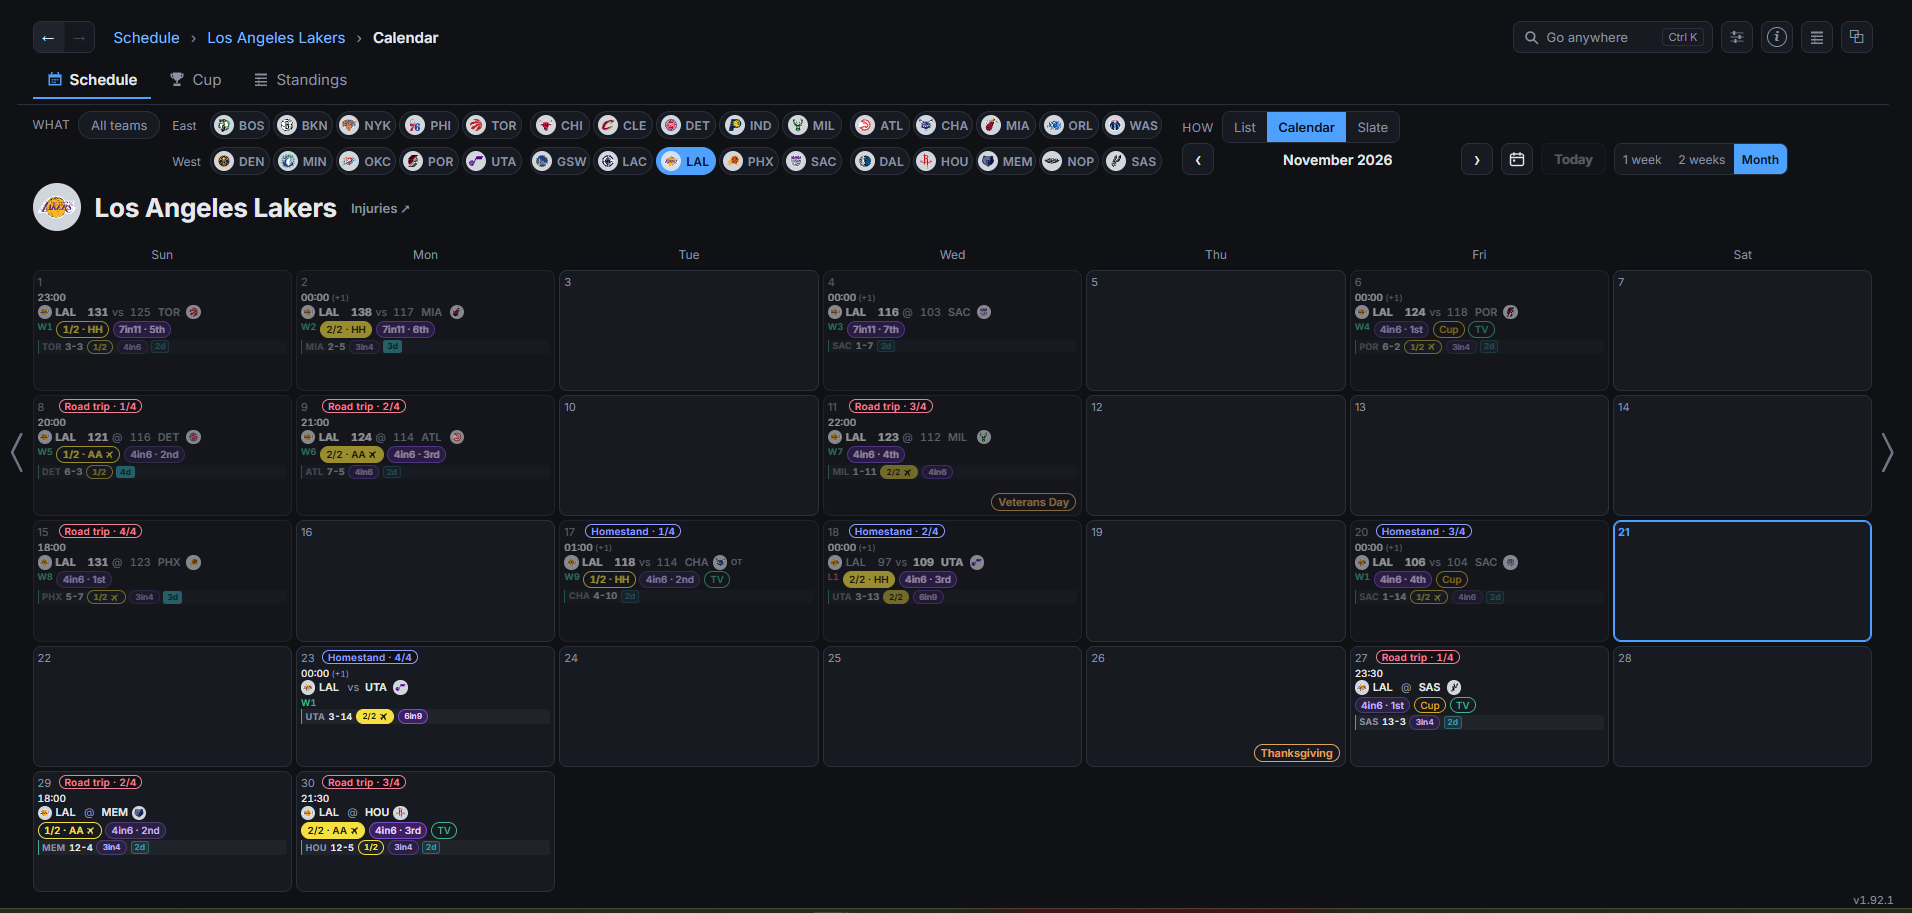 ← → Schedule › Los Angeles Lakers › Calendar
Go anywhere Ctrl K
Schedule Cup Standings
WHAT All teams East BOS BKN NYK PHI TOR CHI CLE DET IND MIL ATL CHA MIA ORL WAS
West DEN MIN OKC POR UTA GSW LAC LAL PHX SAC DAL HOU MEM NOP SAS
HOW List Calendar Slate
‹ November 2026 › Today 1 week 2 weeks Month
Los Angeles Lakers Injuries ↗
Sun Mon Tue Wed Thu Fri Sat
1
23:00
LAL 131 vs 125 TOR
W1 1/2 · HH 7in11 · 5th
TOR 3-3 1/2 4in6 2d
2
00:00 (+1)
LAL 138 vs 117 MIA
W2 2/2 · HH 7in11 · 6th
MIA 2-5 3in4 3d
3
4
00:00 (+1)
LAL 116 @ 103 SAC
W3 7in11 · 7th
SAC 1-7 2d
5
6
00:00 (+1)
LAL 124 vs 118 POR
W4 4in6 · 1st Cup TV
POR 6-2 1/2 3in4 2d
7
8 Road trip · 1/4
20:00
LAL 121 @ 116 DET
W5 1/2 · AA 4in6 · 2nd
DET 6-3 1/2 4d
9 Road trip · 2/4
21:00
LAL 124 @ 114 ATL
W6 2/2 · AA 4in6 · 3rd
ATL 7-5 4in6 2d
10
11 Road trip · 3/4
22:00
LAL 123 @ 112 MIL
W7 4in6 · 4th
MIL 1-11 2/2 4in6
Veterans Day
12
13
14
15 Road trip · 4/4
18:00
LAL 131 @ 123 PHX
W8 4in6 · 1st
PHX 5-7 1/2 3in4 3d
16
17 Homestand · 1/4
01:00 (+1)
LAL 118 vs 114 CHA OT
W9 1/2 · HH 4in6 · 2nd TV
CHA 4-10 2d
18 Homestand · 2/4
00:00 (+1)
LAL 97 vs 109 UTA
L1 2/2 · HH 4in6 · 3rd
UTA 3-13 2/2 6in9
19
20 Homestand · 3/4
00:00 (+1)
LAL 106 vs 104 SAC
W1 4in6 · 4th Cup
SAC 1-14 1/2 4in6 2d
21
22
23 Homestand · 4/4
00:00 (+1)
LAL vs UTA
W1
UTA 3-14 2/2 6in9
24
25
26
Thanksgiving
27 Road trip · 1/4
23:30
LAL @ SAS
4in6 · 1st Cup TV
SAS 13-3 3in4 2d
28
29 Road trip · 2/4
18:00
LAL @ MEM
1/2 · AA 4in6 · 2nd
MEM 12-4 3in4 2d
30 Road trip · 3/4
21:30
LAL @ HOU
2/2 · AA 4in6 · 3rd TV
HOU 12-5 1/2 3in4 2d
v1.92.1